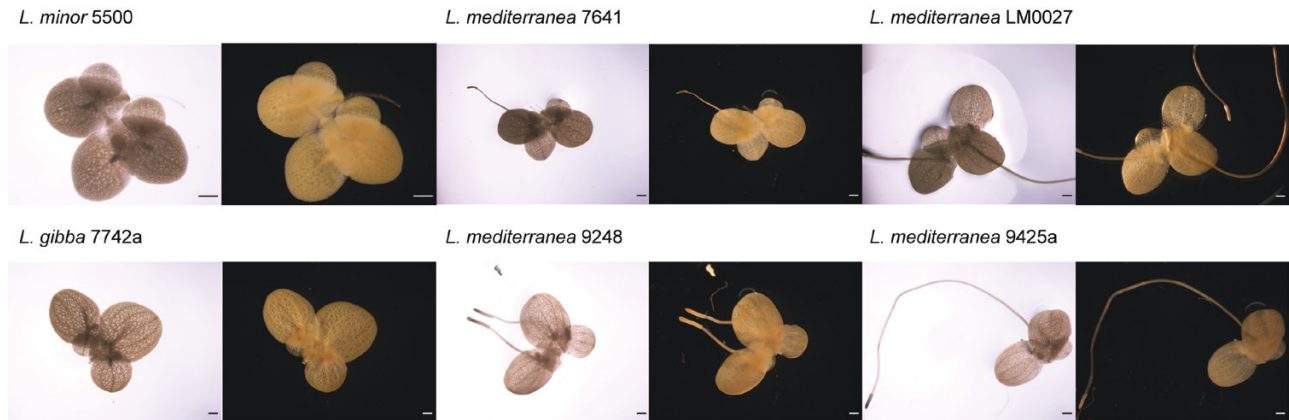 L. minor 5500
L. mediterranea 7641
L. mediterranea LM0027
L. gibba 7742a
L. mediterranea 9248
L. mediterranea 9425a